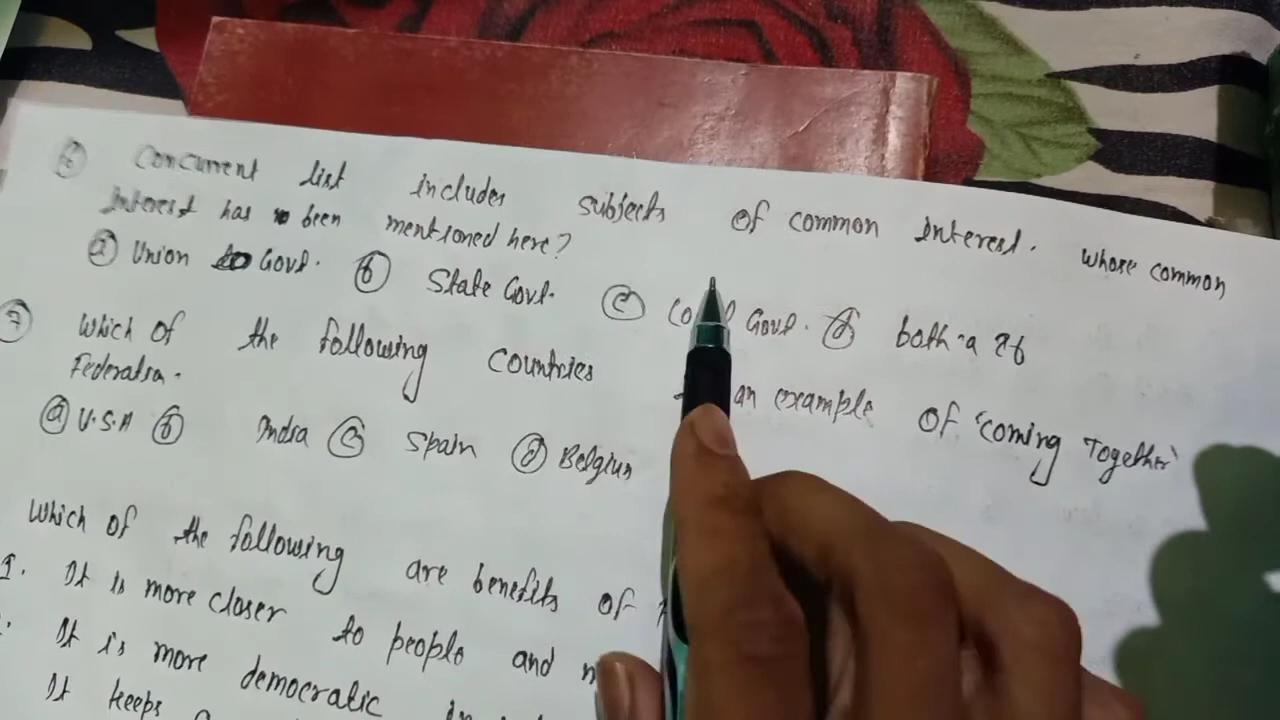 ⑥ Concurrent list includes subjects of common interest. whose common
interest has been mentioned here?
ⓐ Union Govt. ⓑ State Govt. ⓒ Govt. ⓓ both a & b
⑦ Which of the following countries an example of 'coming Together'
Federatin.
ⓐ U.S.A ⓑ India ⓒ Spain ⓓ Belgium
Which of the following are benefits of
1. It is more closer to people and
It is more democratic
It keeps